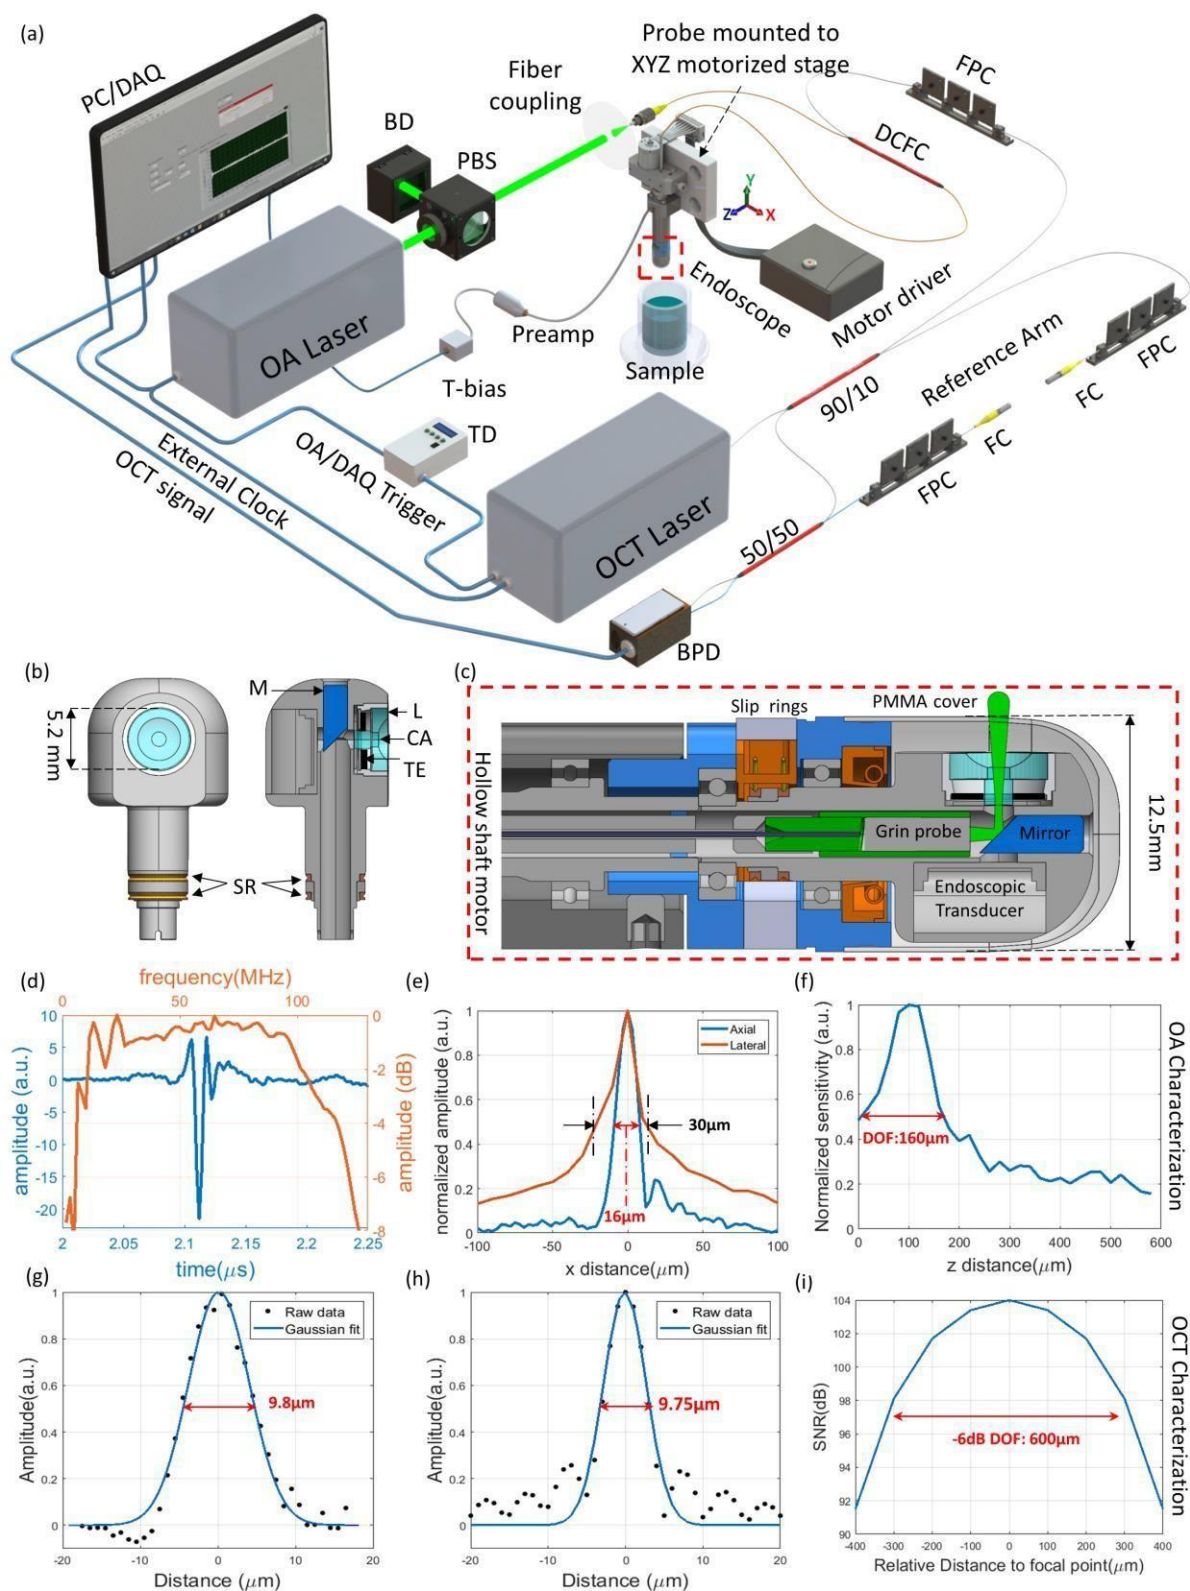 (a)
PC/DAQ
BD
PBS
Fiber
coupling
Probe mounted to
XYZ motorized stage
FPC
DCFC
Y
Z
X
OA Laser
Preamp
T-bias
TD
Endoscope
Sample
Motor driver
Reference Arm
90/10
FC
FPC
FC
FPC
External Clock
OCT signal
OA/DAQ Trigger
OCT Laser
50/50
BPD
(b)
5.2 mm
M
L
CA
TE
SR
(c)
Slip rings
PMMA cover
Hollow shaft motor
Grin probe
Mirror
Endoscopic
Transducer
12.5mm
(d)
frequency(MHz)
0 50 100
10
5
0
-5
-10
-15
-20
amplitude (a.u.)
0
-2
-4
-6
-8
amplitude (dB)
2 2.05 2.1 2.15 2.2 2.25
time(μs)
(e)
1
0.8
0.6
0.4
0.2
0
normalized amplitude (a.u.)
Axial
Lateral
30μm
16μm
-100 -50 0 50 100
x distance(μm)
(f)
1
0.8
0.6
0.4
0.2
0
Normalized sensitivity (a.u.)
DOF:160μm
0 100 200 300 400 500 600
z distance(μm)
OA Characterization
(g)
1
0.8
0.6
0.4
0.2
0
Amplitude(a.u.)
Raw data
Gaussian fit
9.8μm
-20 -10 0 10 20
Distance (μm)
(h)
1
0.8
0.6
0.4
0.2
0
Amplitude(a.u.)
Raw data
Gaussian fit
9.75μm
-20 -10 0 10 20
Distance (μm)
(i)
104
102
100
98
96
94
92
90
SNR(dB)
-6dB DOF: 600μm
-400 -300 -200 -100 0 100 200 300 400
Relative Distance to focal point(μm)
OCT Characterization